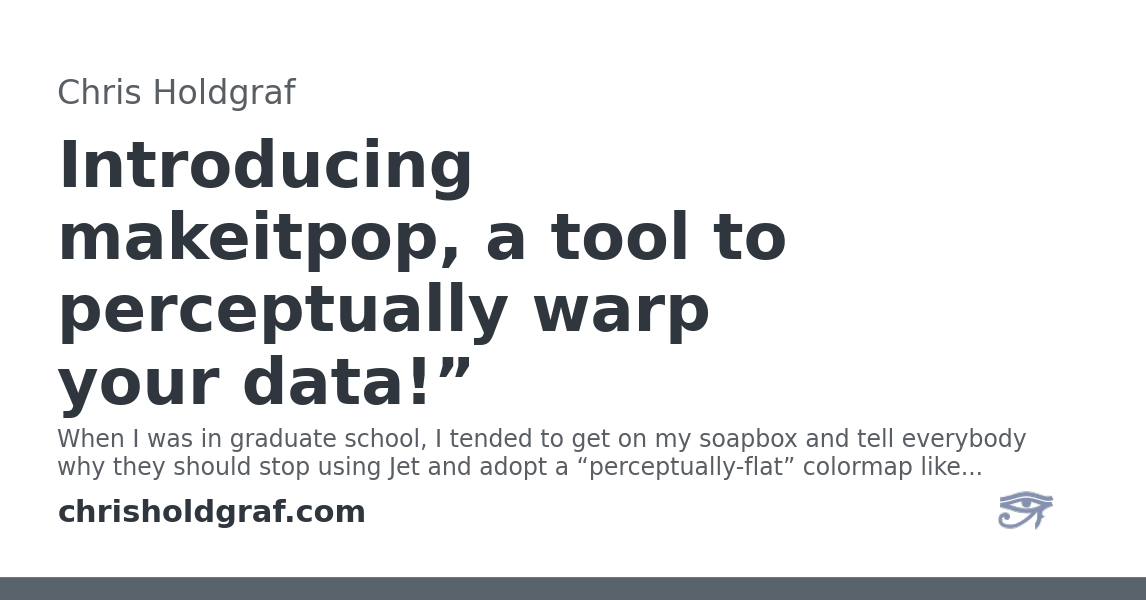 Chris Holdgraf
Introducing
makeitpop, a tool to
perceptually warp
your data!”
When I was in graduate school, I tended to get on my soapbox and tell everybody
why they should stop using Jet and adopt a “perceptually-flat” colormap like...
chrisholdgraf.com